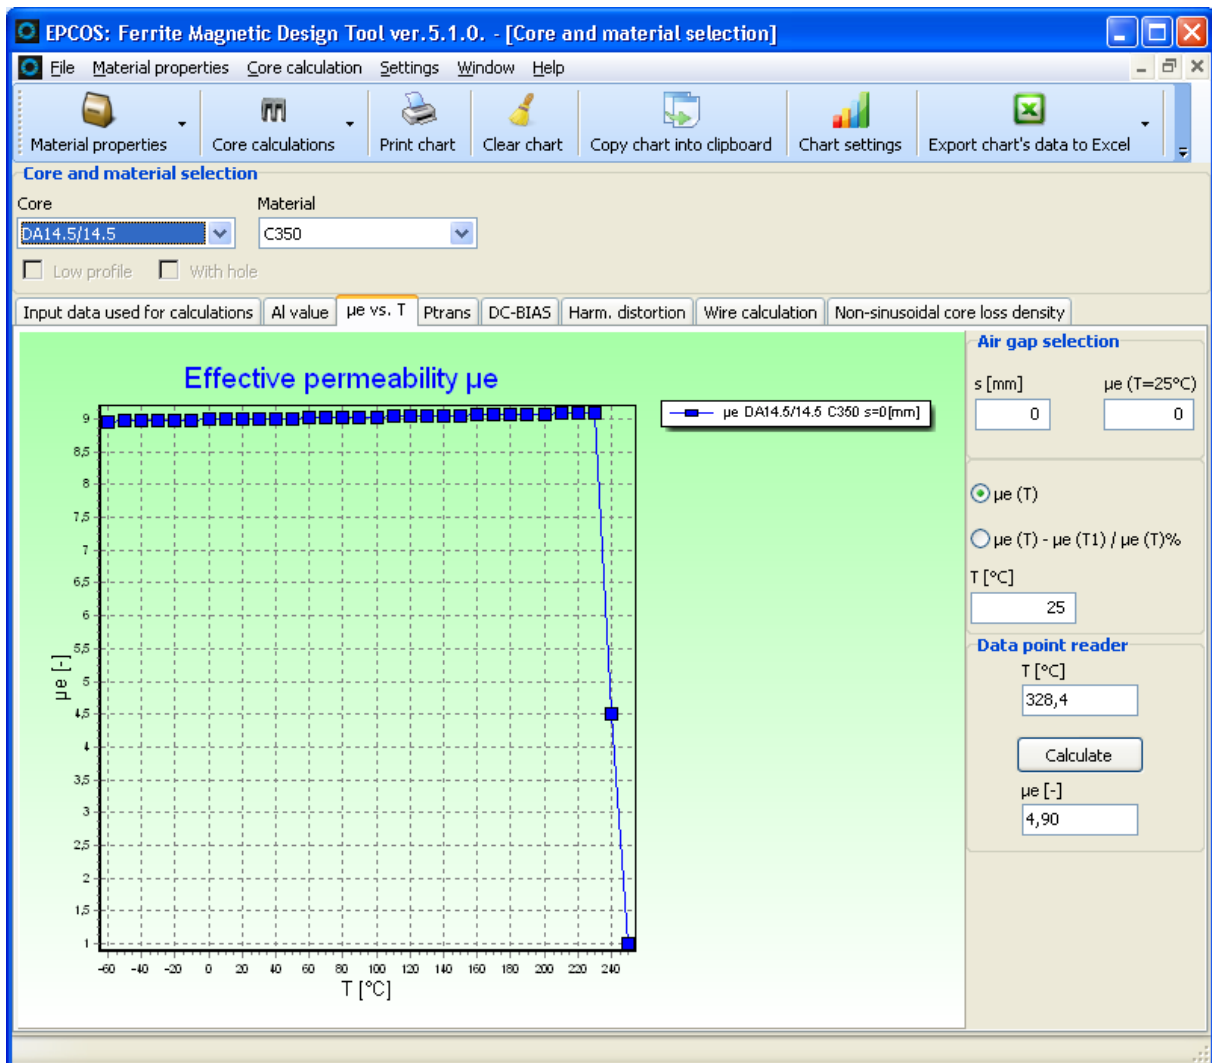 EPCOS: Ferrite Magnetic Design Tool ver.5.1.0. - [Core and material selection]
File Material properties Core calculation Settings Window Help
Material properties Core calculations Print chart Clear chart Copy chart into clipboard Chart settings Export chart's data to Excel
Core and material selection
Core Material
DA14.5/14.5 C350
Low profile With hole
Input data used for calculations Al value µe vs. T Ptrans DC-BIAS Harm. distortion Wire calculation Non-sinusoidal core loss density
Effective permeability µe
µe DA14.5/14.5 C350 s=0[mm]
9
8,5
8
7,5
7
6,5
6
5,5
5
4,5
4
3,5
3
2,5
2
1,5
1
µe [-]
-60 -40 -20 0 20 40 60 80 100 120 140 160 180 200 220 240
T [°C]
Air gap selection
s [mm] µe (T=25°C)
0 0
µe (T)
µe (T) - µe (T1) / µe (T)%
T [°C]
25
Data point reader
T [°C]
328,4
Calculate
µe [-]
4,90